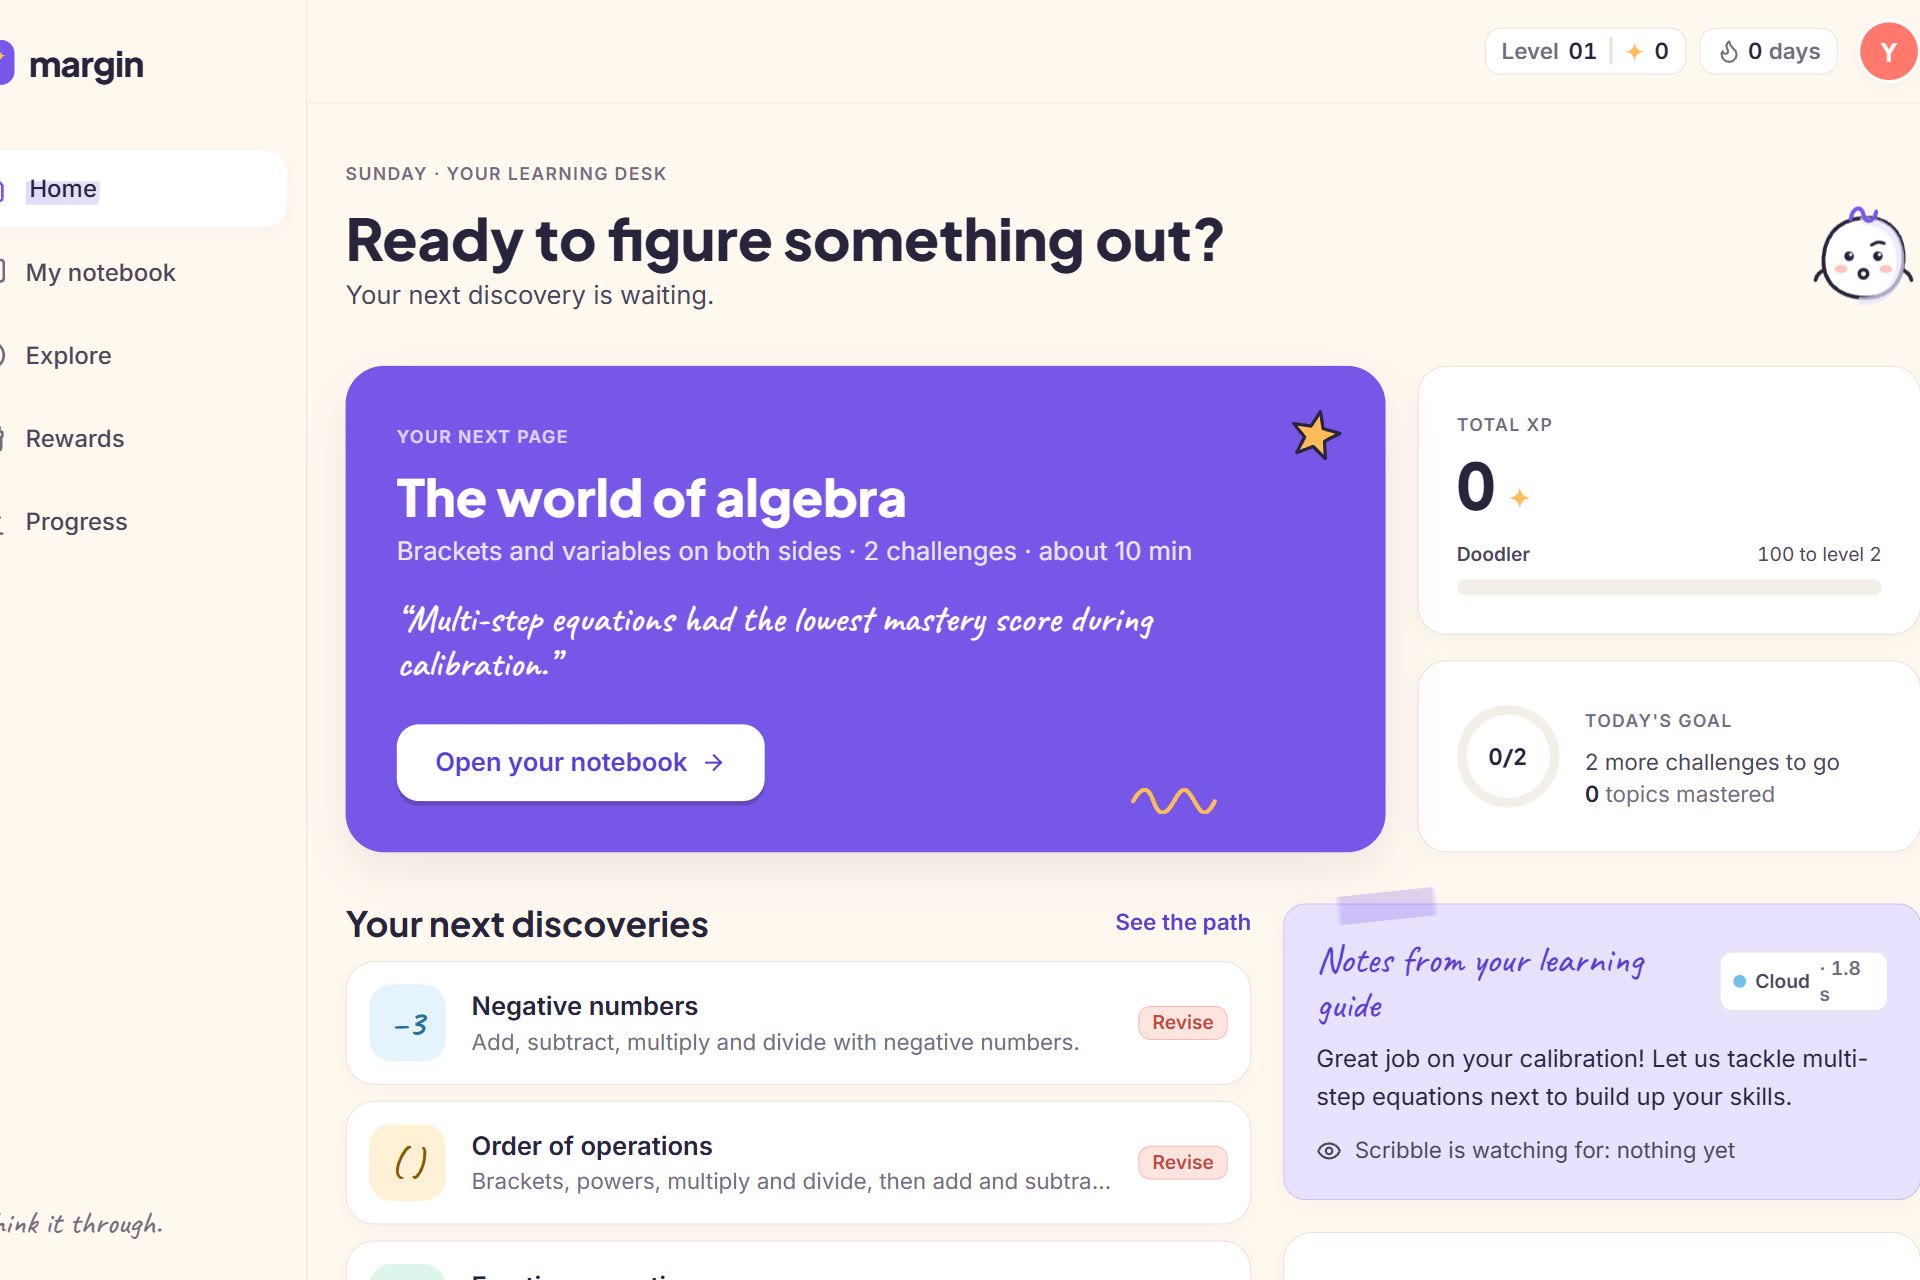 margin
Level 01 0
0 days
Y
Home
My notebook
Explore
Rewards
Progress
hink it through.
SUNDAY · YOUR LEARNING DESK
Ready to figure something out?
Your next discovery is waiting.
YOUR NEXT PAGE
The world of algebra
Brackets and variables on both sides · 2 challenges · about 10 min
“Multi-step equations had the lowest mastery score during
calibration.”
Open your notebook →
TOTAL XP
0
Doodler 100 to level 2
0/2
TODAY'S GOAL
2 more challenges to go
0 topics mastered
Your next discoveries
See the path
−3
Negative numbers
Add, subtract, multiply and divide with negative numbers.
Revise
( )
Order of operations
Brackets, powers, multiply and divide, then add and subtra...
Revise
Notes from your learning
guide
Cloud · 1.8
s
Great job on your calibration! Let us tackle multi-
step equations next to build up your skills.
Scribble is watching for: nothing yet